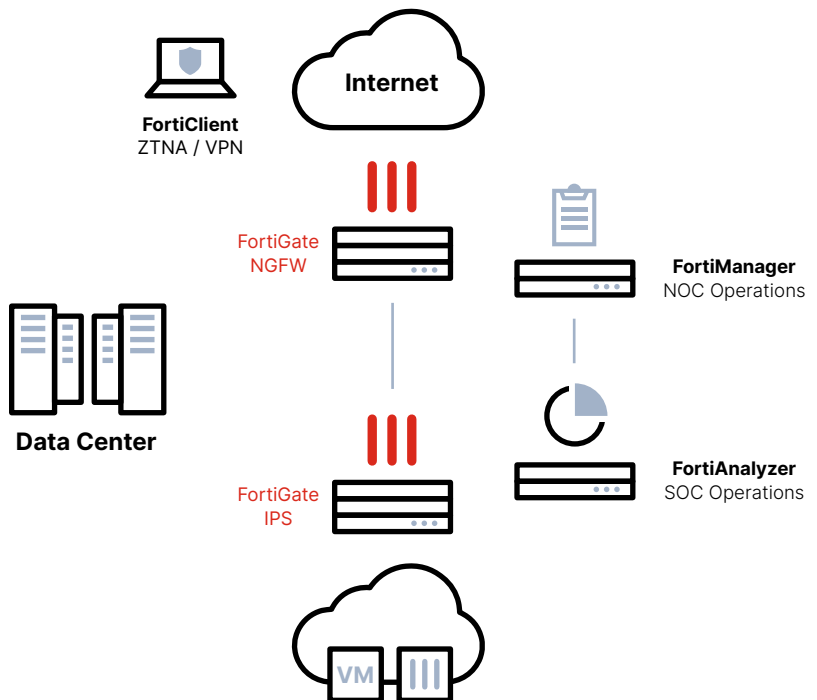 Internet
FortiClient
ZTNA / VPN
FortiGate
NGFW
FortiManager
NOC Operations
Data Center
FortiGate
IPS
FortiAnalyzer
SOC Operations
VM